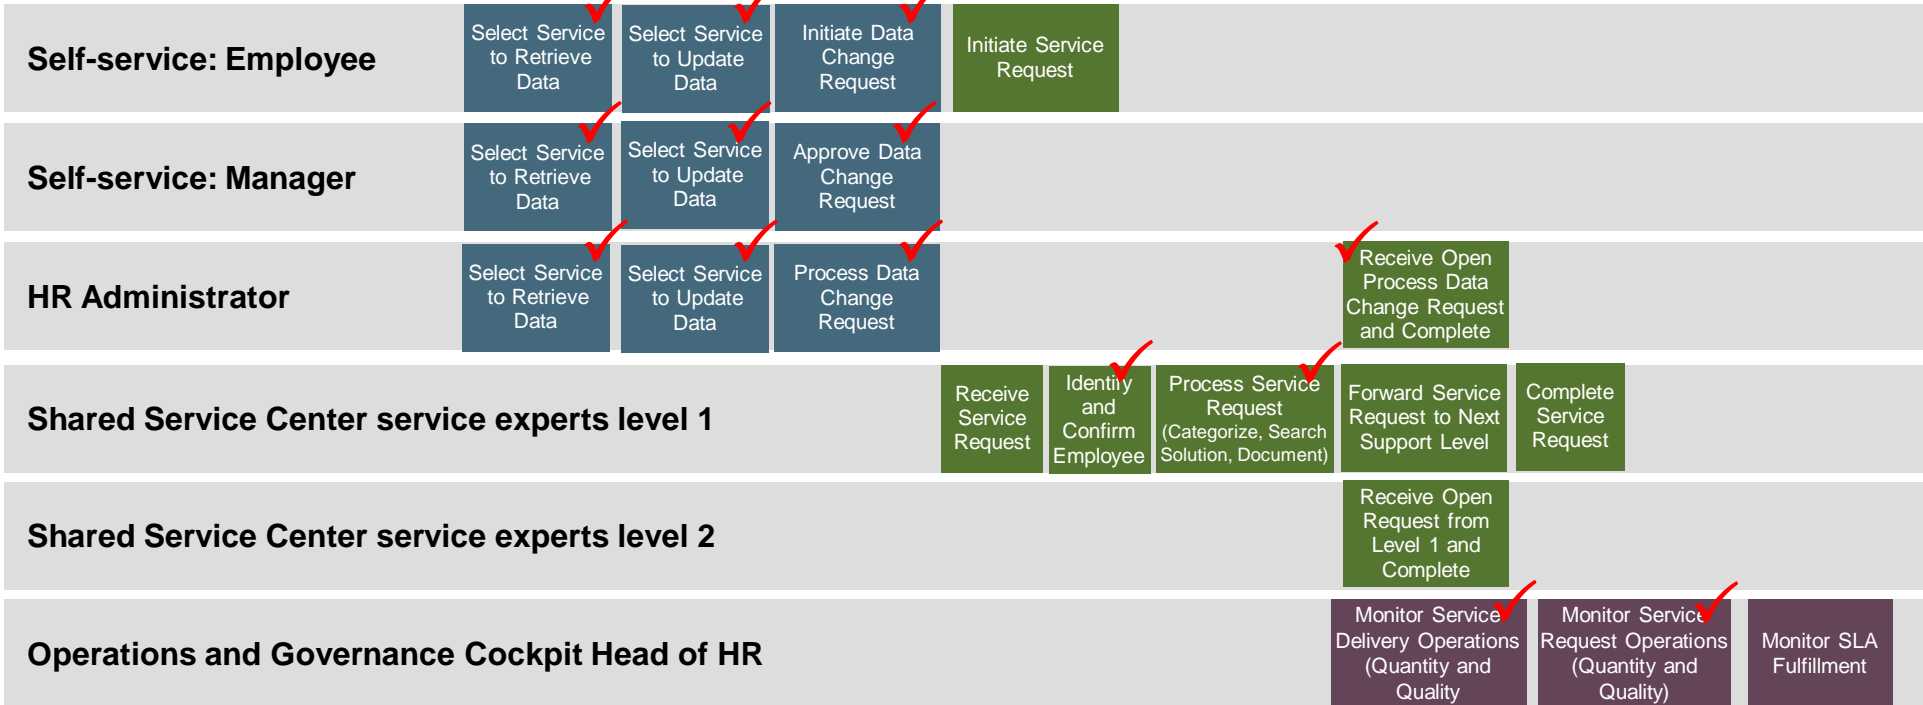 Self-service: Employee
Select Service
to Retrieve
Data
Select Service
to Update
Data
Initiate Data
Change
Request
Initiate Service
Request
Self-service: Manager
Select Service
to Retrieve
Data
Select Service
to Update
Data
Approve Data
Change
Request
HR Administrator
Select Service
to Retrieve
Data
Select Service
to Update
Data
Process Data
Change
Request
Receive Open
Process Data
Change Request
and Complete
Shared Service Center service experts level 1
Receive
Service
Request
Identify
and
Confirm
Employee
Process Service
Request
(Categorize, Search
Solution, Document)
Forward Service
Request to Next
Support Level
Complete
Service
Request
Shared Service Center service experts level 2
Receive Open
Request from
Level 1 and
Complete
Operations and Governance Cockpit Head of HR
Monitor Service
Delivery Operations
(Quantity and
Quality
Monitor Service
Request Operations
(Quantity and
Quality)
Monitor SLA
Fulfillment